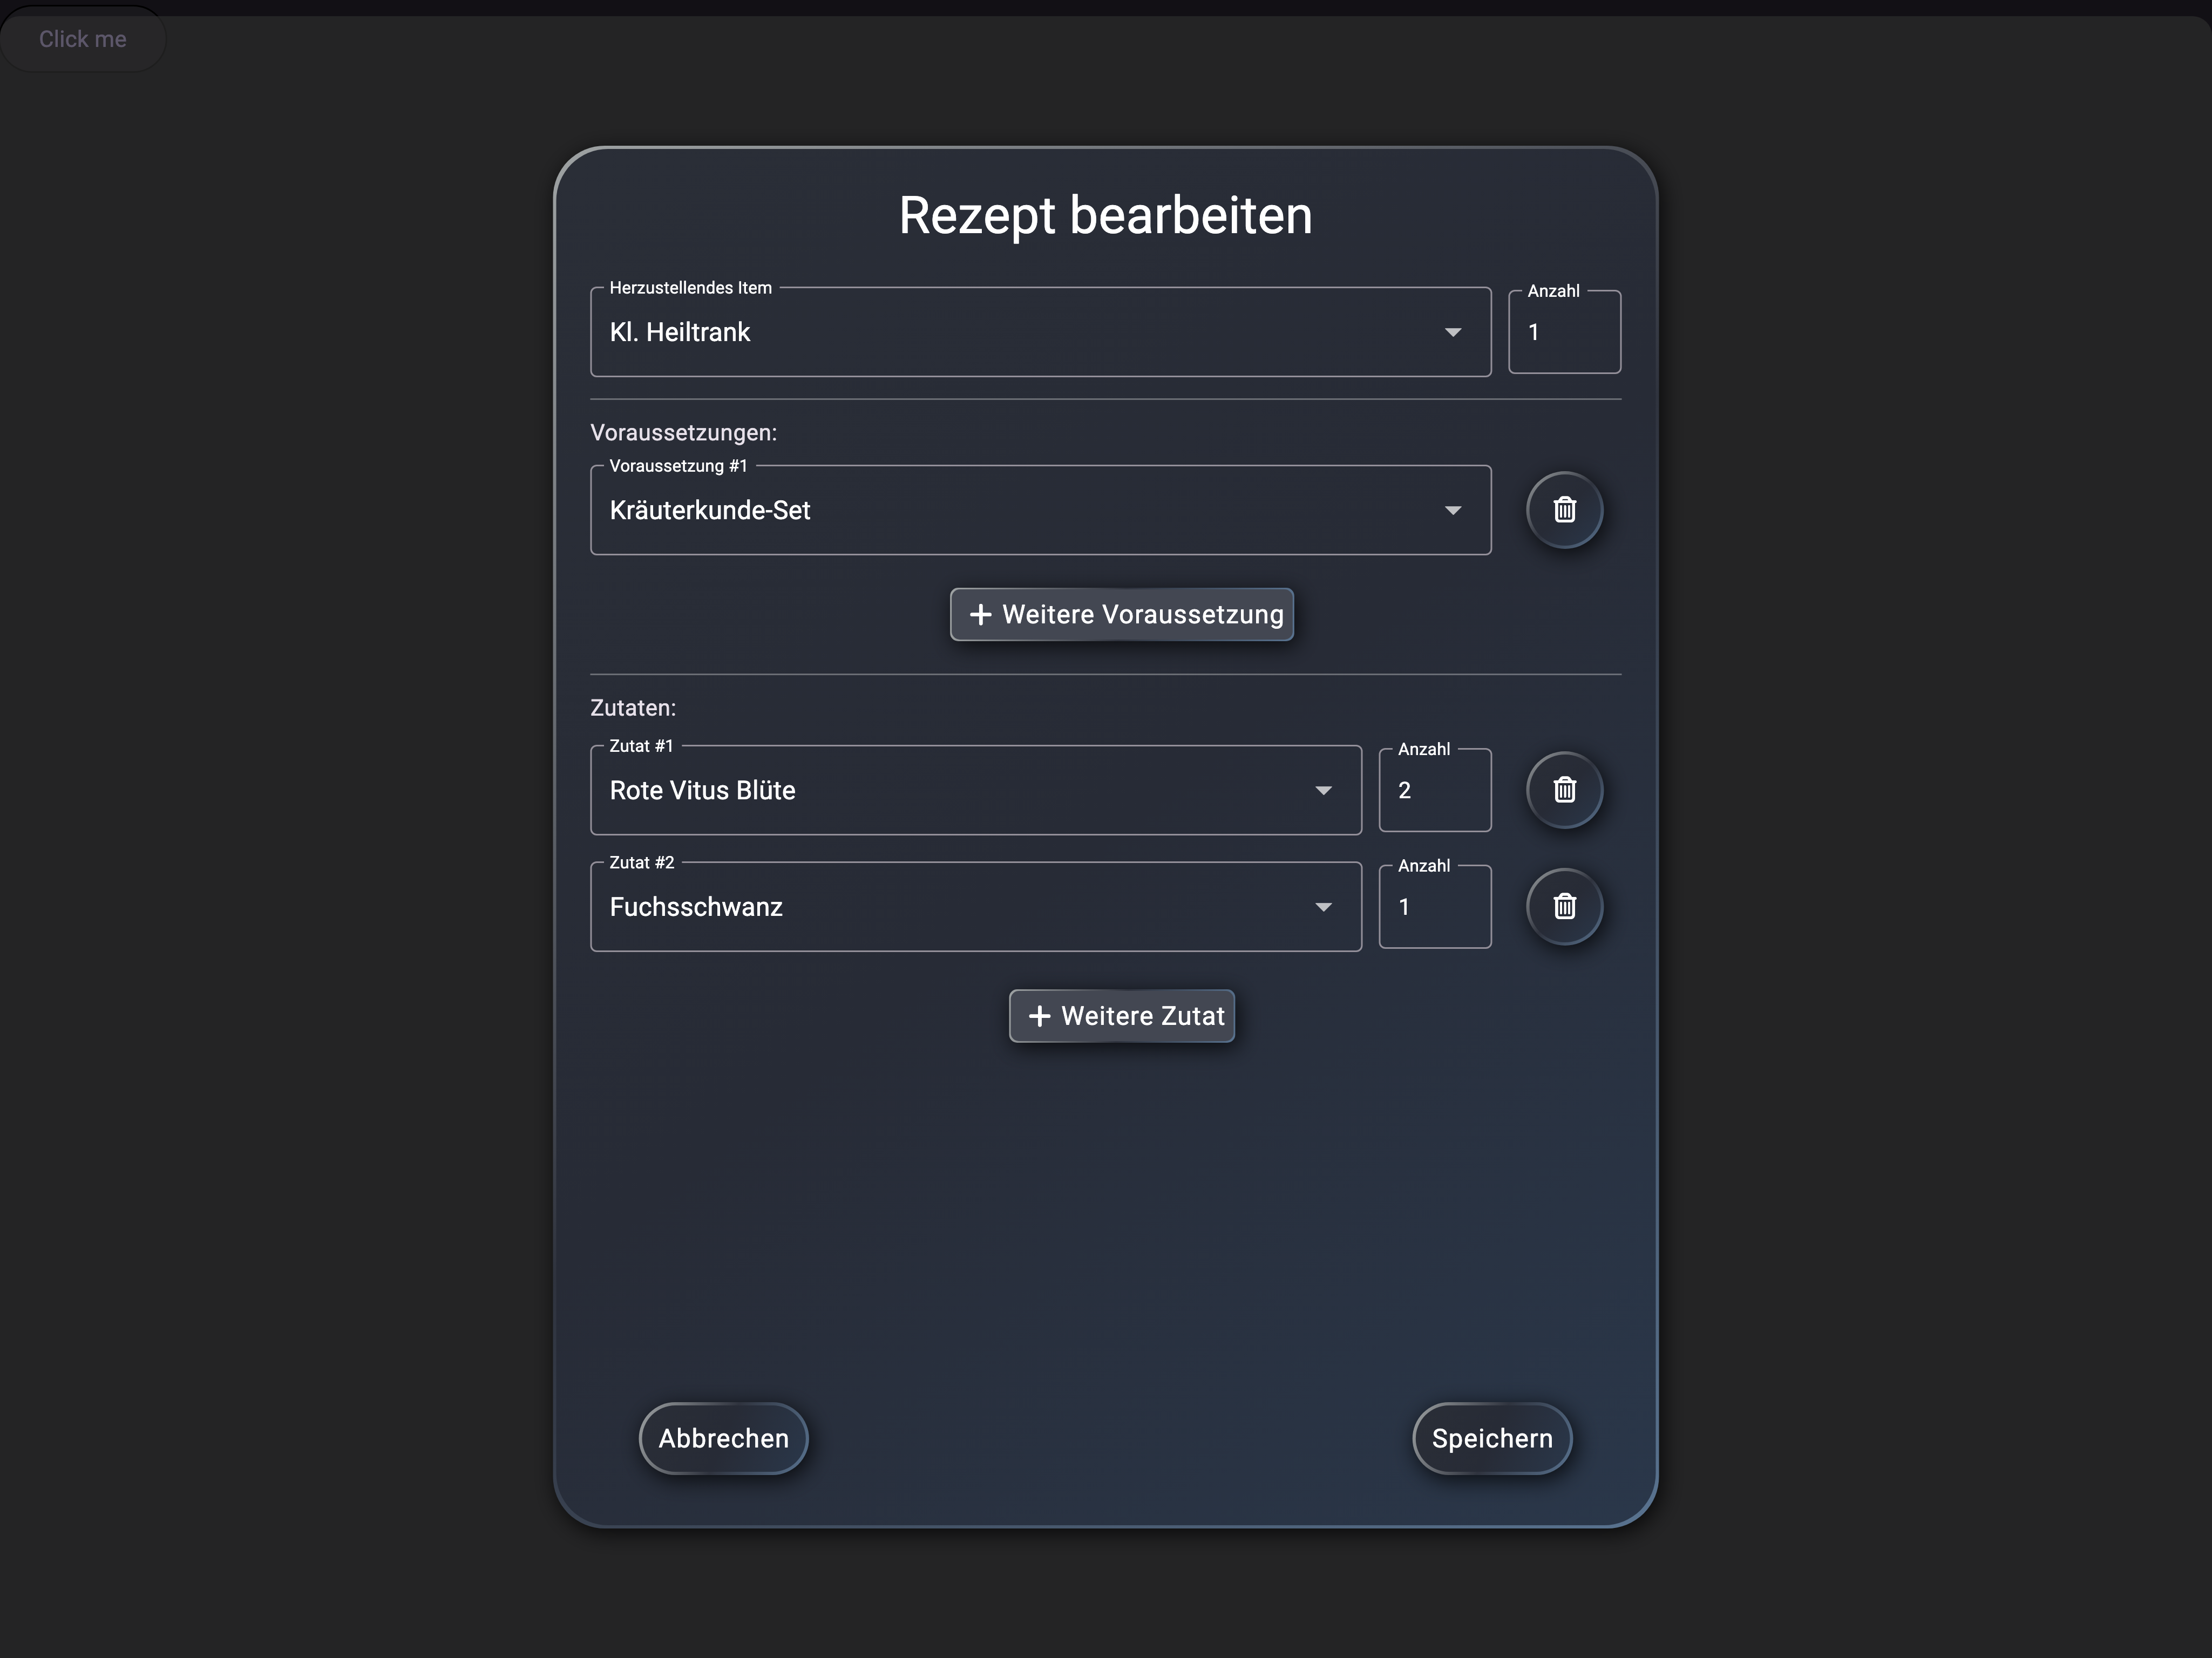 Click me
Rezept bearbeiten
Herzustellendes Item
Anzahl
Kl. Heiltrank
1
Voraussetzungen:
Voraussetzung #1
Kräuterkunde-Set
+ Weitere Voraussetzung
Zutaten:
Zutat #1
Anzahl
Rote Vitus Blüte
2
Zutat #2
Anzahl
Fuchsschwanz
1
+ Weitere Zutat
Abbrechen
Speichern